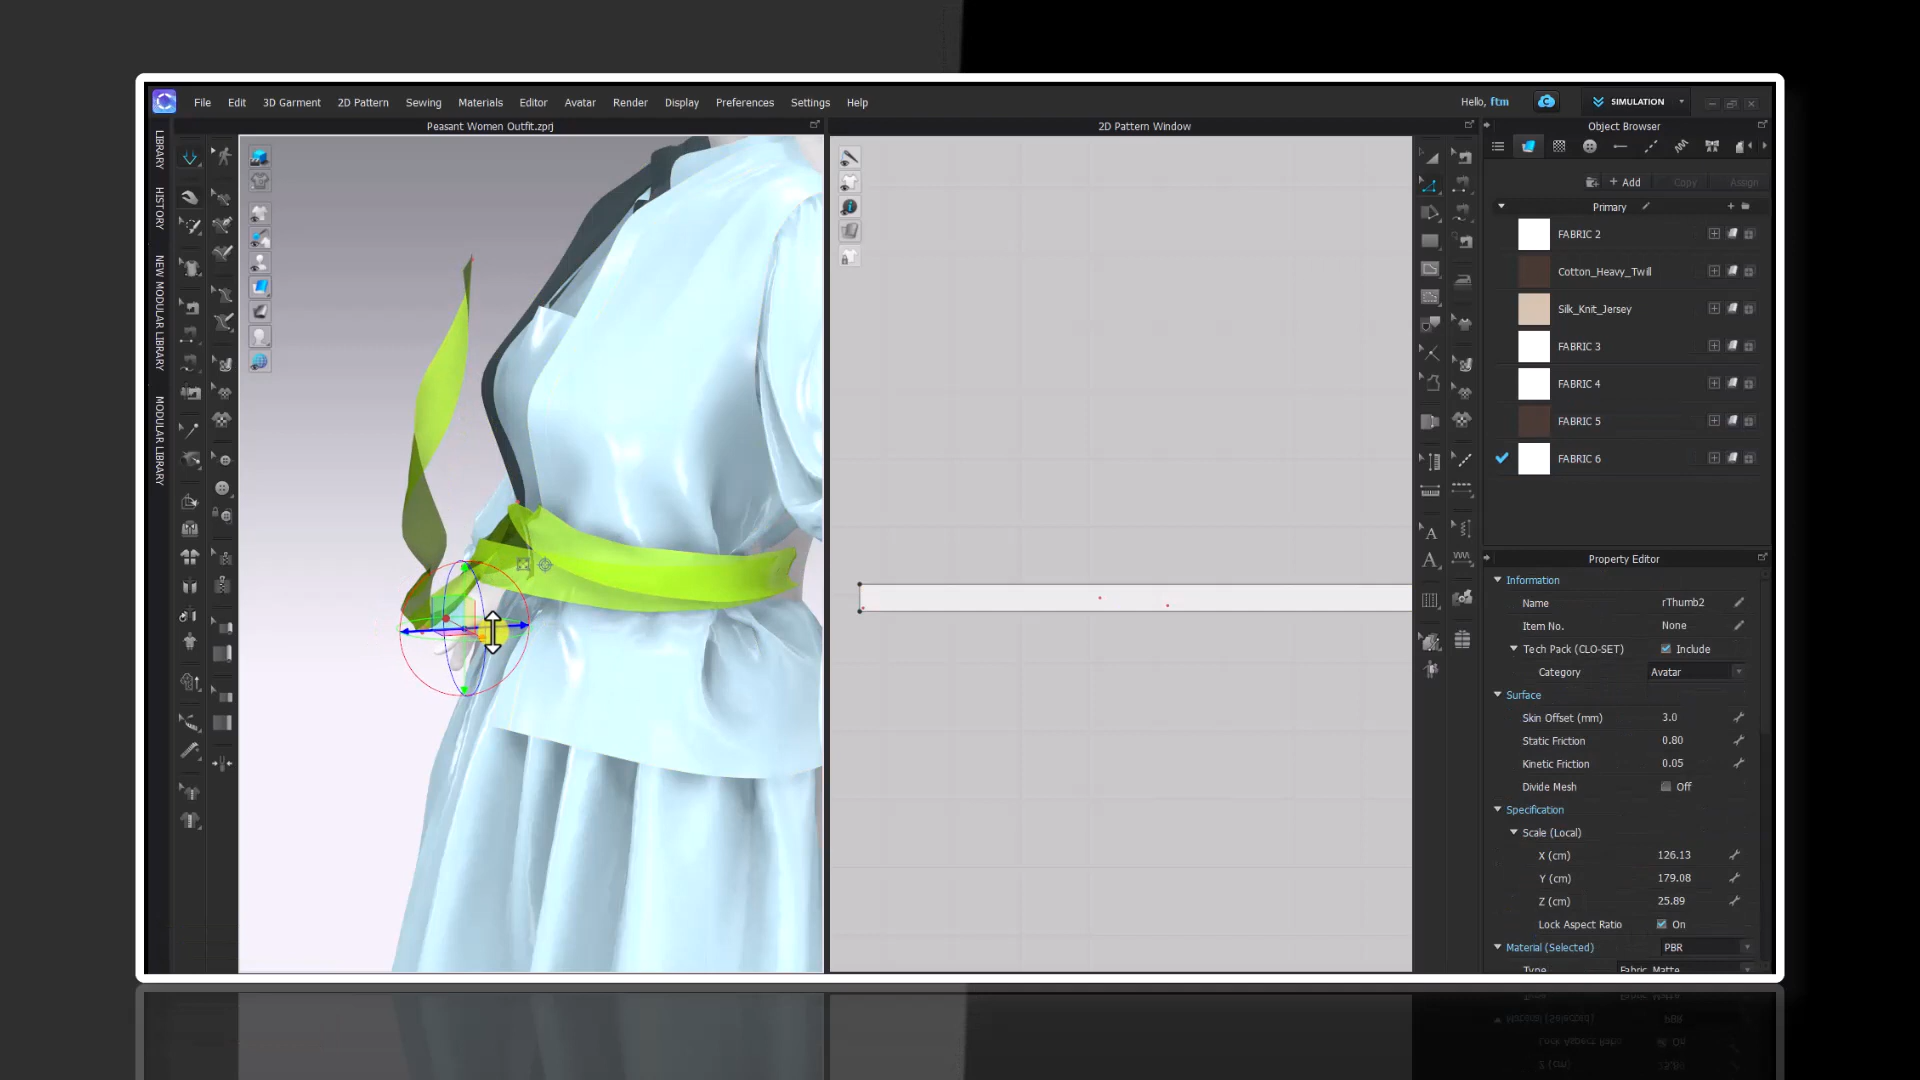 File Edit 3D Garment 2D Pattern Sewing Materials Editor Avatar Render Display Preferences Settings Help
Hello, ftm
SIMULATION
Peasant Women Outfit.zprj
2D Pattern Window
Object Browser
LIBRARY
HISTORY
NEW MODULAR LIBRARY
MODULAR LIBRARY
+ Add
Copy
Assign
Primary
FABRIC 2
Cotton_Heavy_Twill
Silk_Knit_Jersey
FABRIC 3
FABRIC 4
FABRIC 5
FABRIC 6
Property Editor
Information
Name rThumb2
Item No. None
Tech Pack (CLO-SET) Include
Category Avatar
Surface
Skin Offset (mm) 3.0
Static Friction 0.80
Kinetic Friction 0.05
Divide Mesh Off
Specification
Scale (Local)
X (cm) 126.13
Y (cm) 179.08
Z (cm) 25.89
Lock Aspect Ratio On
Material (Selected) PBR
Type Fabric_Matte